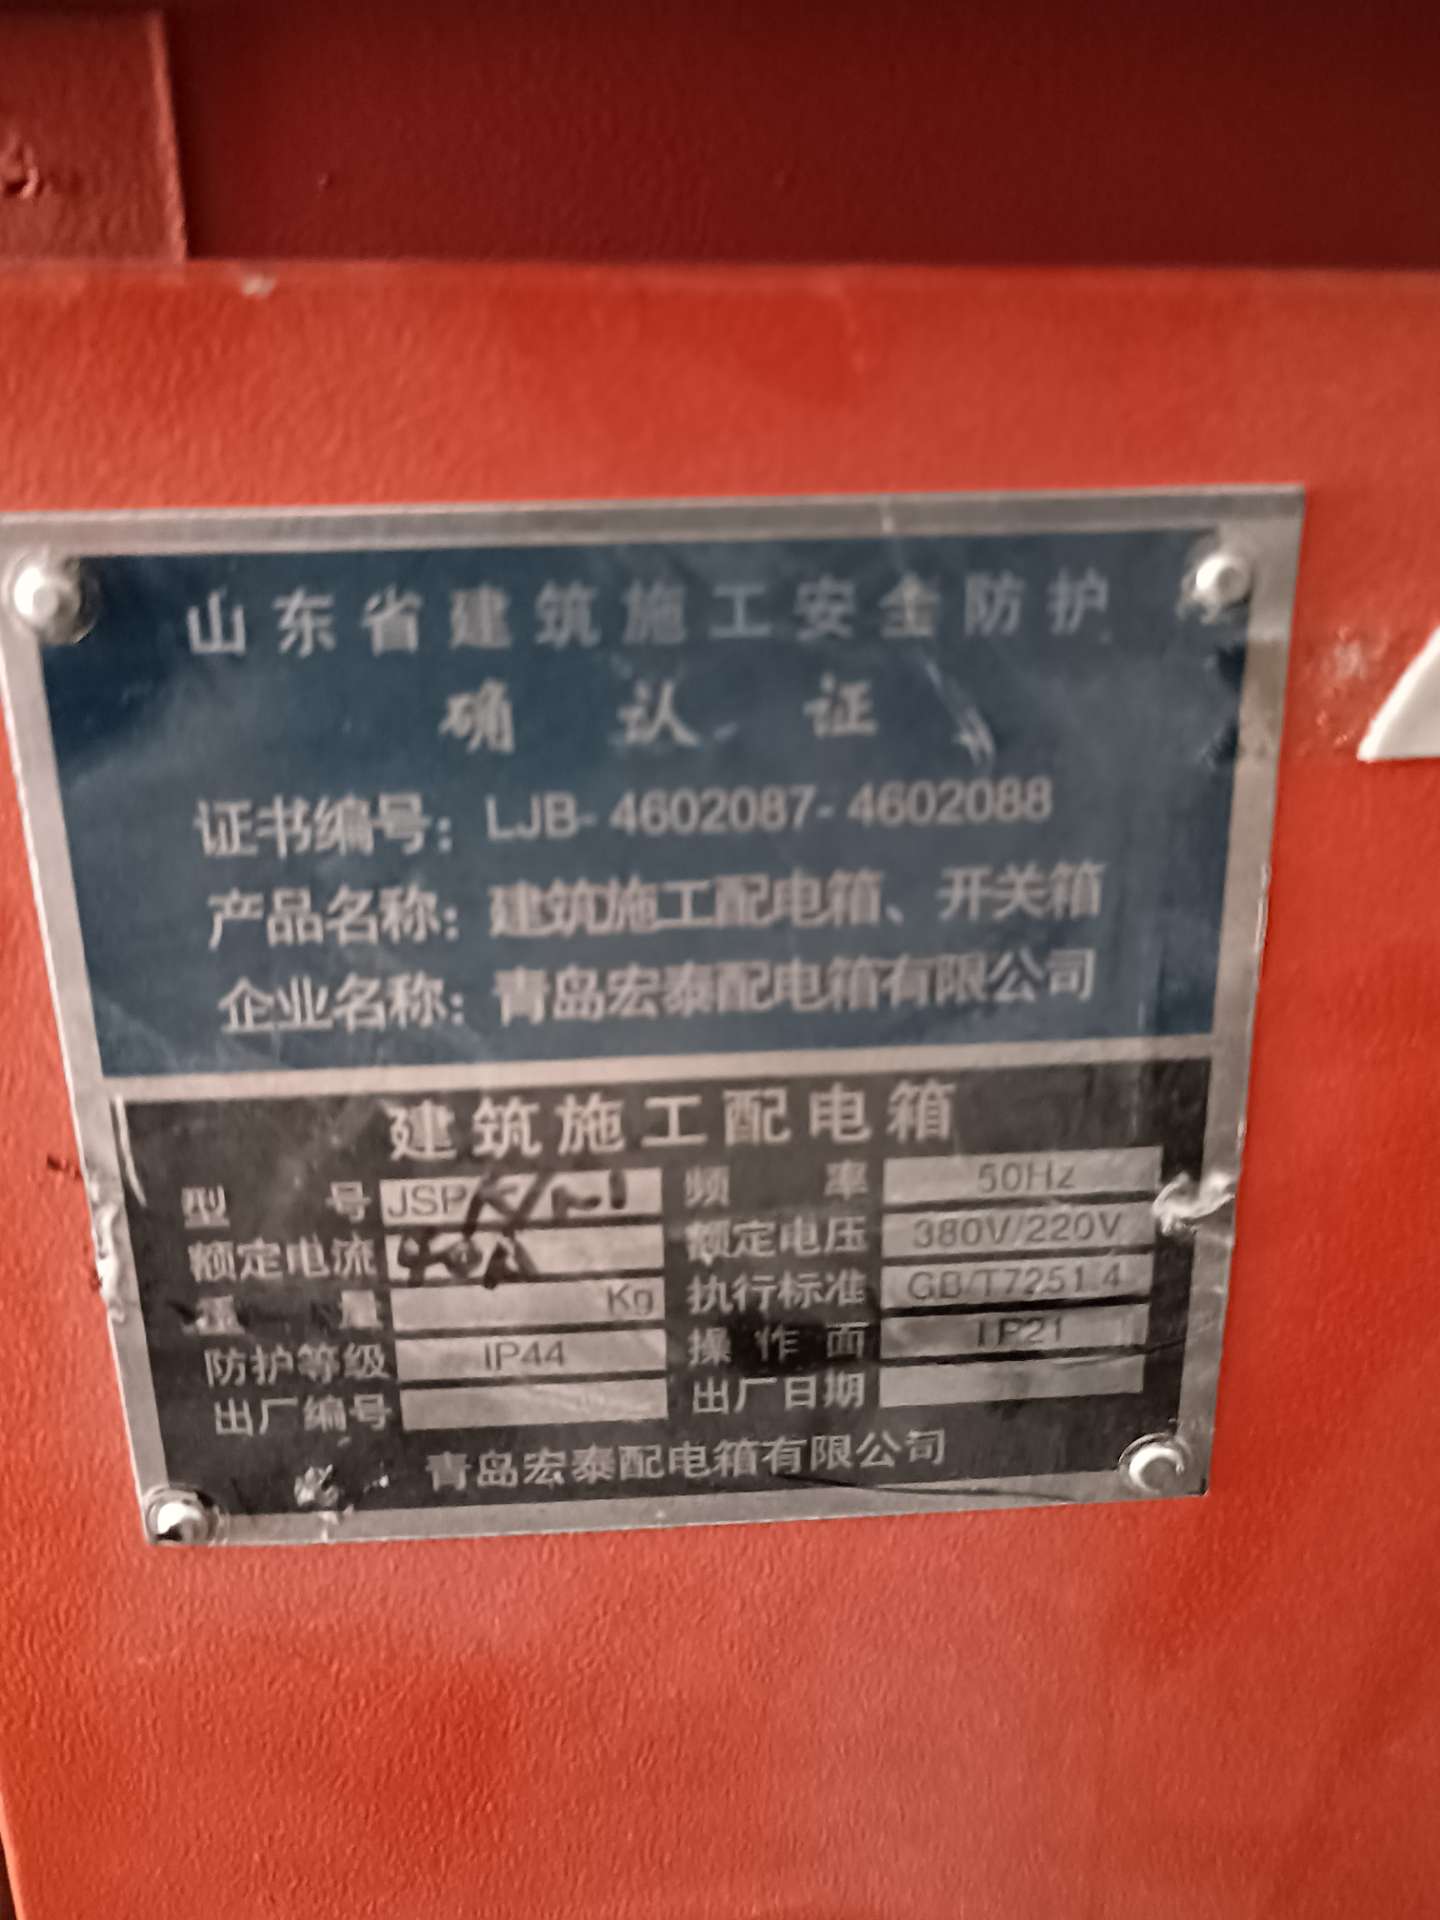 山东省建筑施工安全防护
确认证
证书编号：LJB-4602087-4602088
产品名称：建筑施工配电箱、开关箱
企业名称：青岛宏泰配电箱有限公司
建筑施工配电箱
型号 JSP 频率 50Hz
额定电流 40A 额定电压 380V/220V
重量 Kg 执行标准 GB/T7251.4
防护等级 IP44 操作面 IP21
出厂编号 出厂日期
青岛宏泰配电箱有限公司